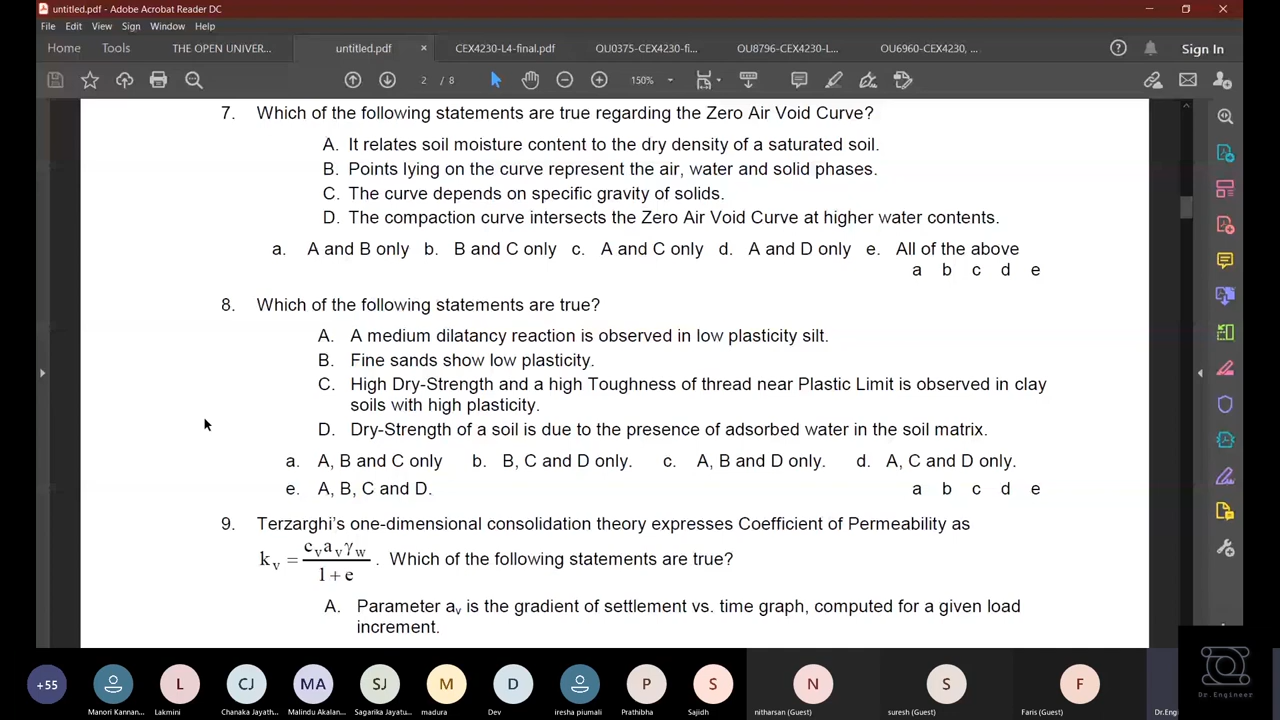 untitled.pdf - Adobe Acrobat Reader DC
File Edit View Sign Window Help
Home Tools THE OPEN UNIVER... untitled.pdf × CEX4230-L4-final.pdf OU0375-CEX4230-fi... OU8796-CEX4230-L... OU6960-CEX4230, ... Sign In
2 / 8 150%
7. Which of the following statements are true regarding the Zero Air Void Curve?
A. It relates soil moisture content to the dry density of a saturated soil.
B. Points lying on the curve represent the air, water and solid phases.
C. The curve depends on specific gravity of solids.
D. The compaction curve intersects the Zero Air Void Curve at higher water contents.
a. A and B only b. B and C only c. A and C only d. A and D only e. All of the above
a b c d e
8. Which of the following statements are true?
A. A medium dilatancy reaction is observed in low plasticity silt.
B. Fine sands show low plasticity.
C. High Dry-Strength and a high Toughness of thread near Plastic Limit is observed in clay
soils with high plasticity.
D. Dry-Strength of a soil is due to the presence of adsorbed water in the soil matrix.
a. A, B and C only b. B, C and D only. c. A, B and D only. d. A, C and D only.
e. A, B, C and D. a b c d e
9. Terzarghi's one-dimensional consolidation theory expresses Coefficient of Permeability as
k_v = c_v a_v γ_w / 1 + e . Which of the following statements are true?
A. Parameter a_v is the gradient of settlement vs. time graph, computed for a given load
increment.
+55 L CJ MA SJ M D P S N S F
Manori Kannan... Lakmini Chanaka Jayath... Malindu Akalan... Sagarika Jayatu... madura Dev iresha piumali Prathibha Sajidh nitharsan (Guest) suresh (Guest) Faris (Guest) Dr.Eng
Dr.Engineer